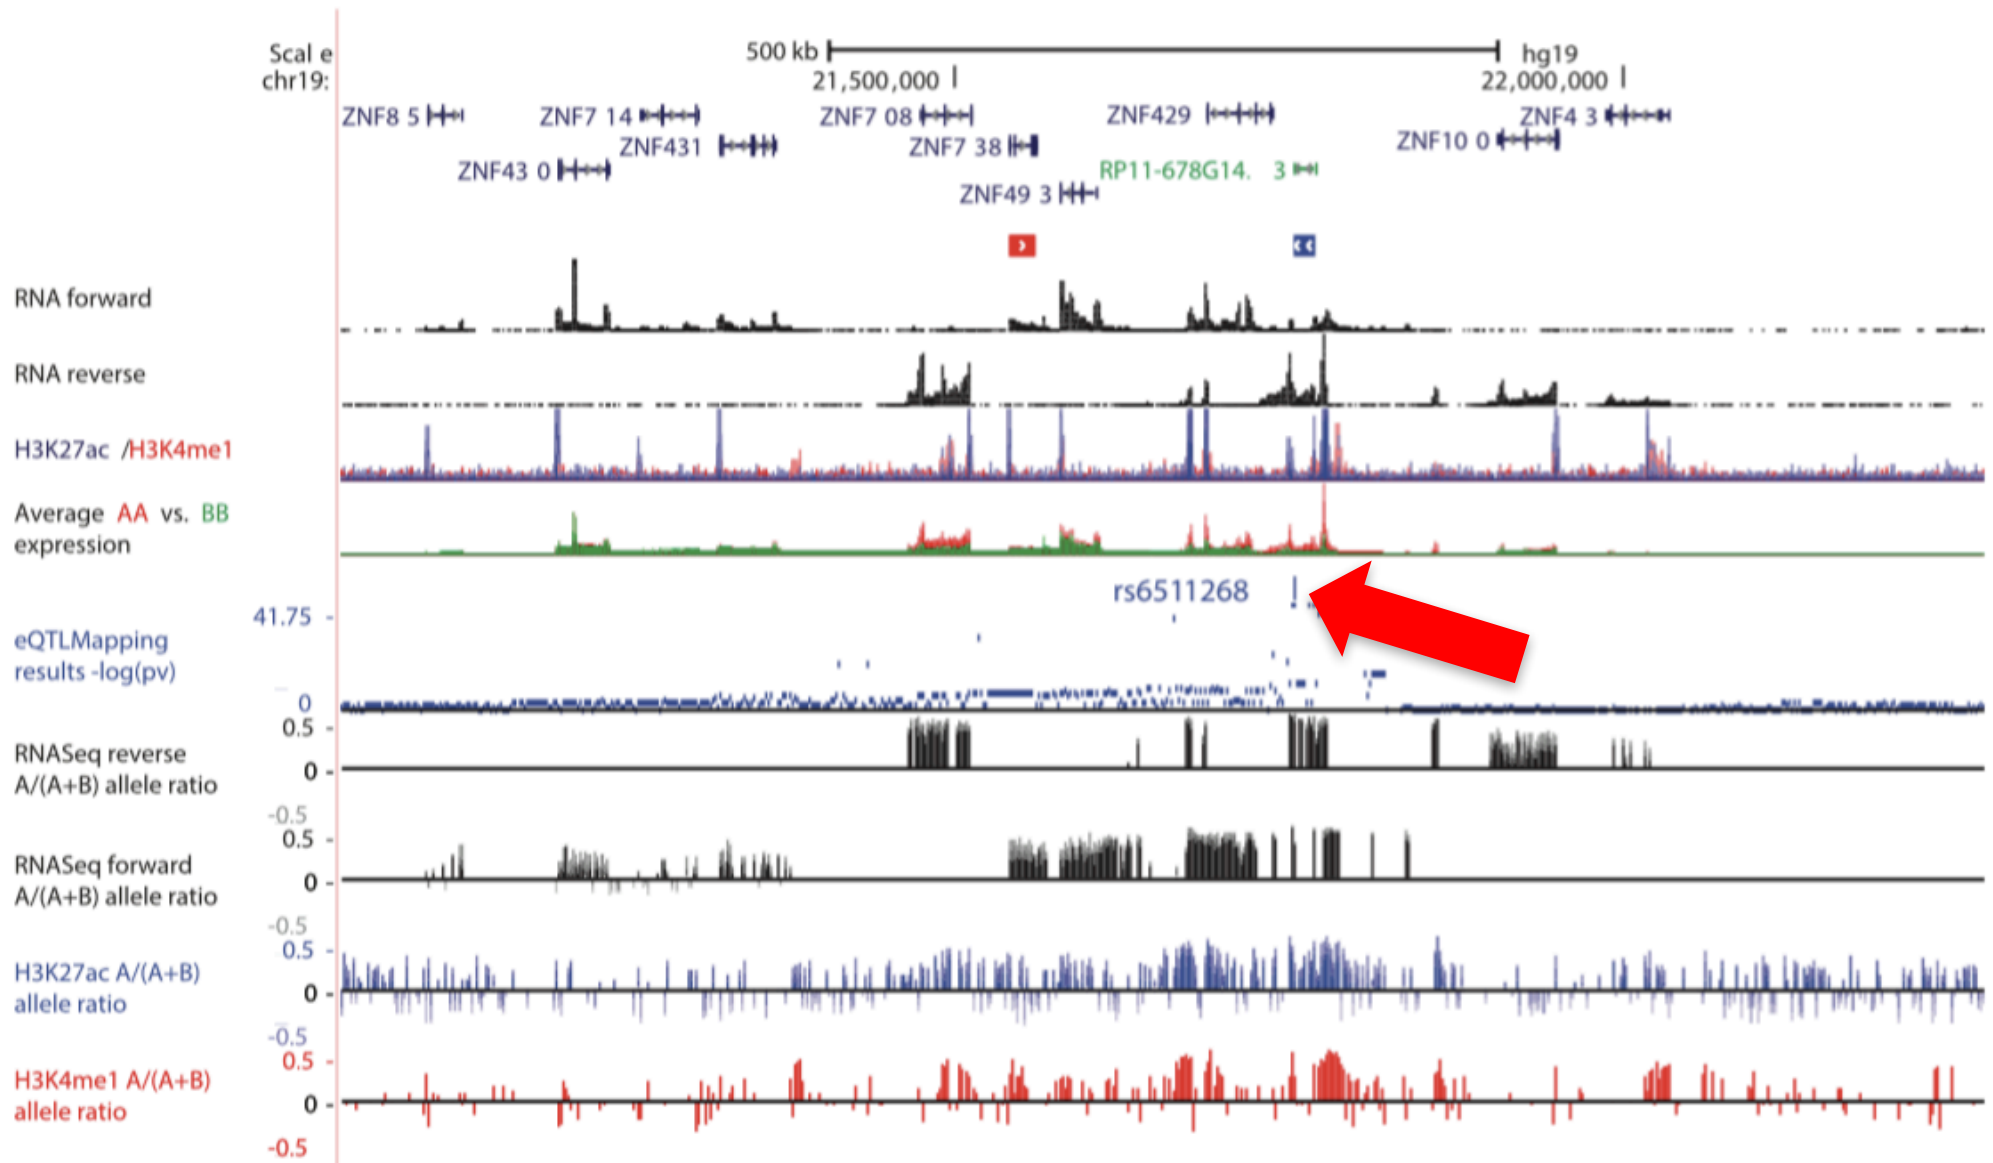 Scal e 500 kb hg19
chr19: 21,500,000 22,000,000
ZNF8 5 ZNF7 14 ZNF7 08 ZNF429 ZNF4 3
ZNF431 ZNF7 38 ZNF10 0
ZNF43 0 RP11-678G14. 3
ZNF49 3
RNA forward
RNA reverse
H3K27ac /H3K4me1
Average AA vs. BB
expression
rs6511268
41.75 -
eQTLMapping
results -log(pv)
0
0.5 -
RNASeq reverse
0 -
A/(A+B) allele ratio
-0.5
0.5 -
RNASeq forward
0 -
A/(A+B) allele ratio
-0.5
0.5 -
H3K27ac A/(A+B)
0 -
allele ratio
-0.5
0.5 -
H3K4me1 A/(A+B)
0 -
allele ratio
-0.5